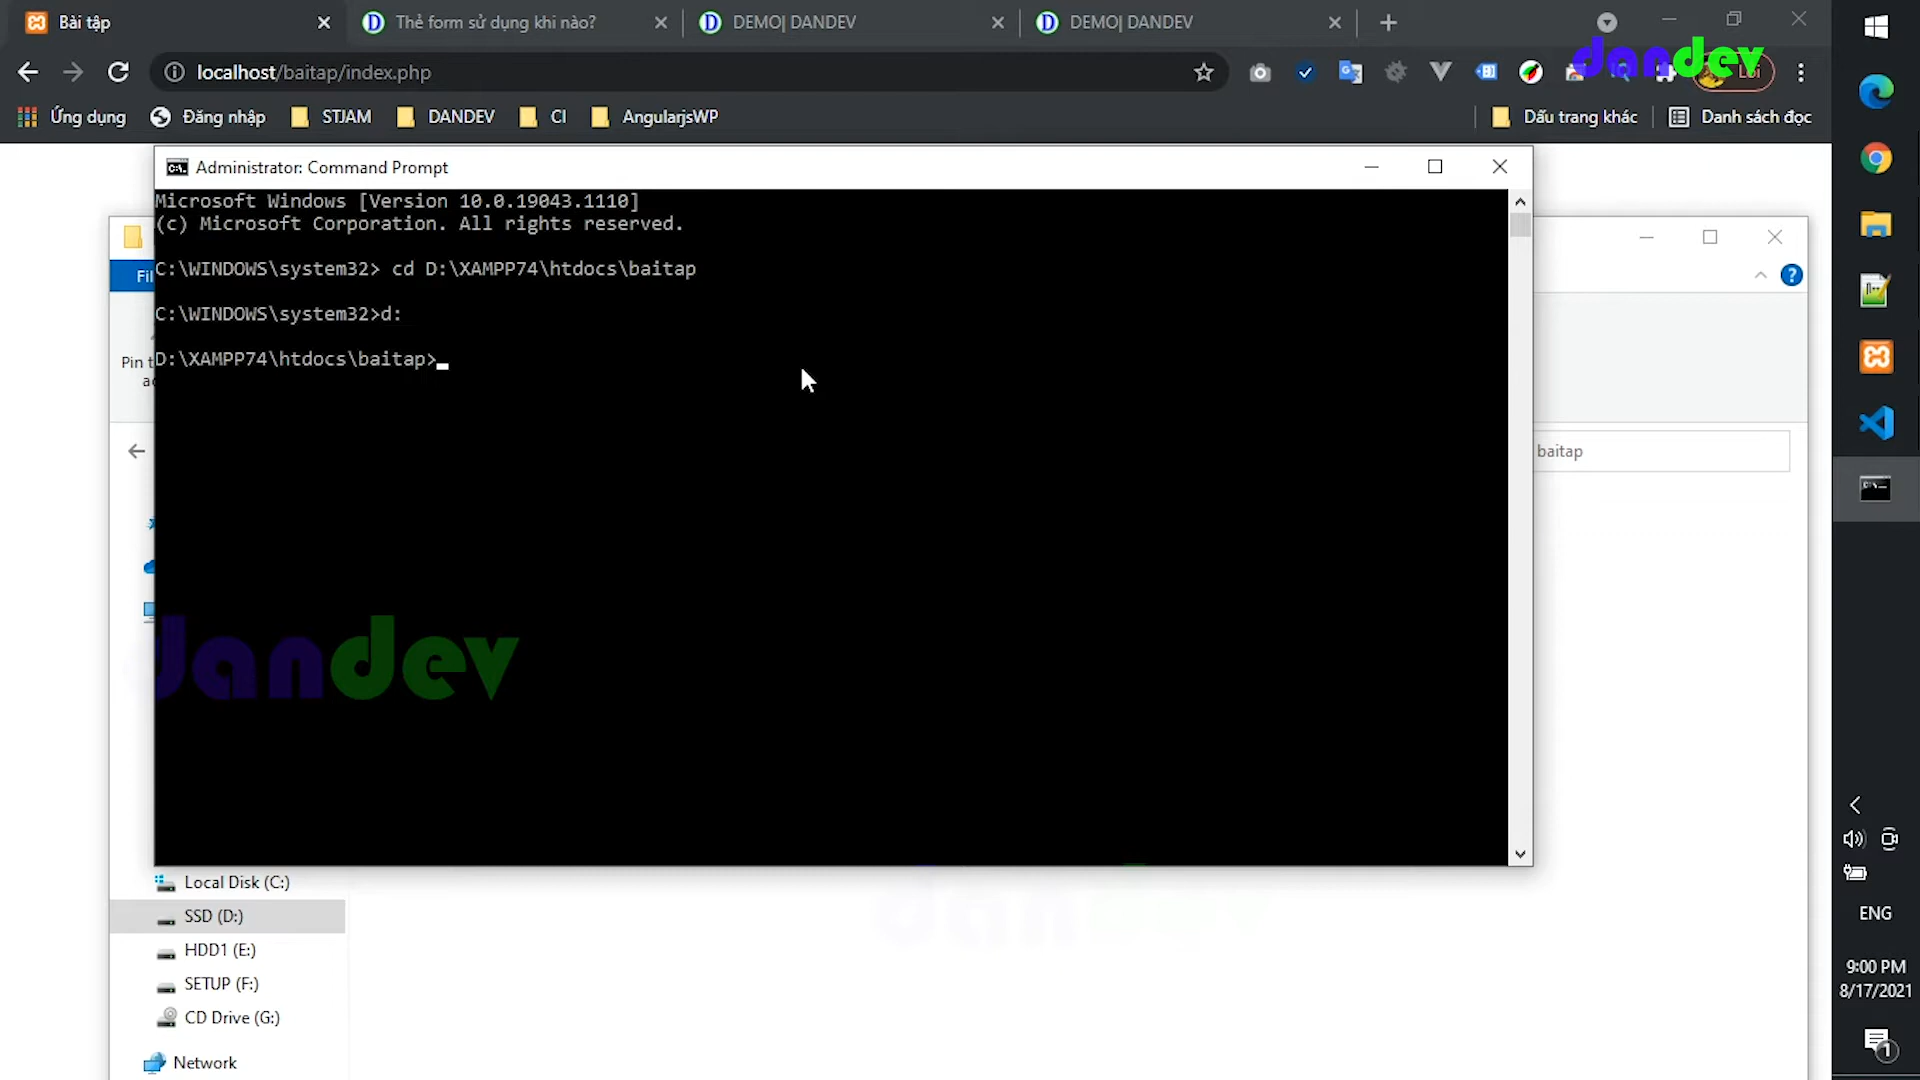 Bài tập
Thẻ form sử dụng khi nào?
DEMO| DANDEV
DEMO| DANDEV
localhost/baitap/index.php
dandev
Ứng dụng
Đăng nhập
STJAM
DANDEV
CI
AngularjsWP
Dấu trang khác
Danh sách đọc
Administrator: Command Prompt
Microsoft Windows [Version 10.0.19043.1110]
(c) Microsoft Corporation. All rights reserved.
C:\WINDOWS\system32> cd D:\XAMPP74\htdocs\baitap
C:\WINDOWS\system32>d:
D:\XAMPP74\htdocs\baitap>
baitap
dandev
Local Disk (C:)
SSD (D:)
HDD1 (E:)
SETUP (F:)
CD Drive (G:)
Network
ENG
9:00 PM
8/17/2021
1